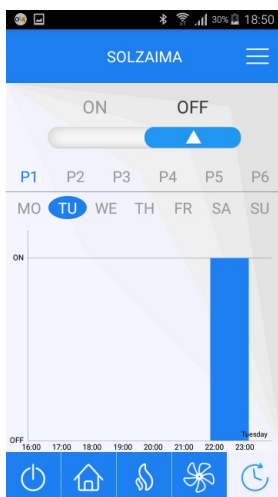 30% 18:50
SOLZAIMA
ON OFF
P1 P2 P3 P4 P5 P6
MO TU WE TH FR SA SU
ON
Tuesday
OFF
16:00 17:00 18:00 19:00 20:00 21:00 22:00 23:00